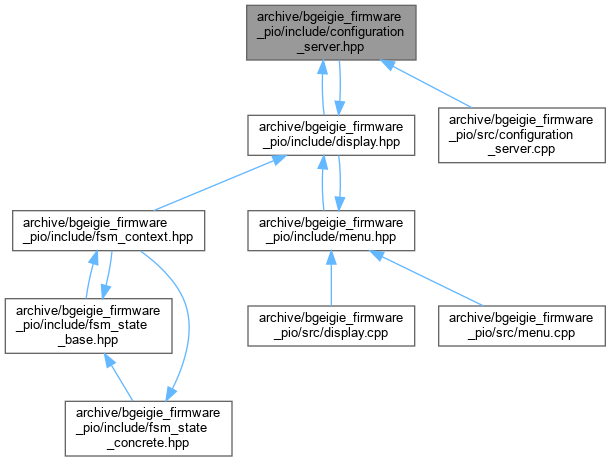 archive/bgeigie_firmware
_pio/include/configuration
_server.hpp
archive/bgeigie_firmware
_pio/include/display.hpp
archive/bgeigie_firmware
_pio/src/configuration
_server.cpp
archive/bgeigie_firmware
_pio/include/fsm_context.hpp
archive/bgeigie_firmware
_pio/include/menu.hpp
archive/bgeigie_firmware
_pio/include/fsm_state
_base.hpp
archive/bgeigie_firmware
_pio/src/display.cpp
archive/bgeigie_firmware
_pio/src/menu.cpp
archive/bgeigie_firmware
_pio/include/fsm_state
_concrete.hpp